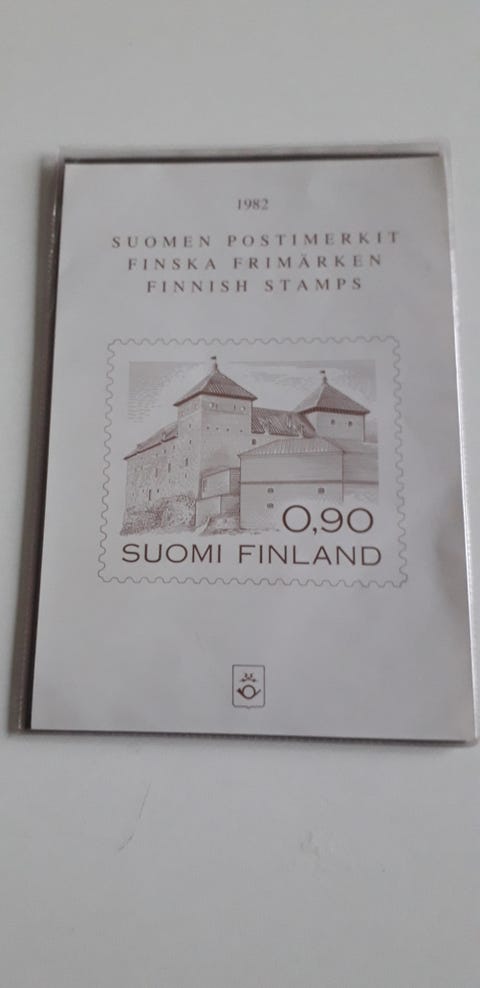 1982
SUOMEN POSTIMERKIT
FINSKA FRIMÄRKEN
FINNISH STAMPS
0,90
SUOMI FINLAND